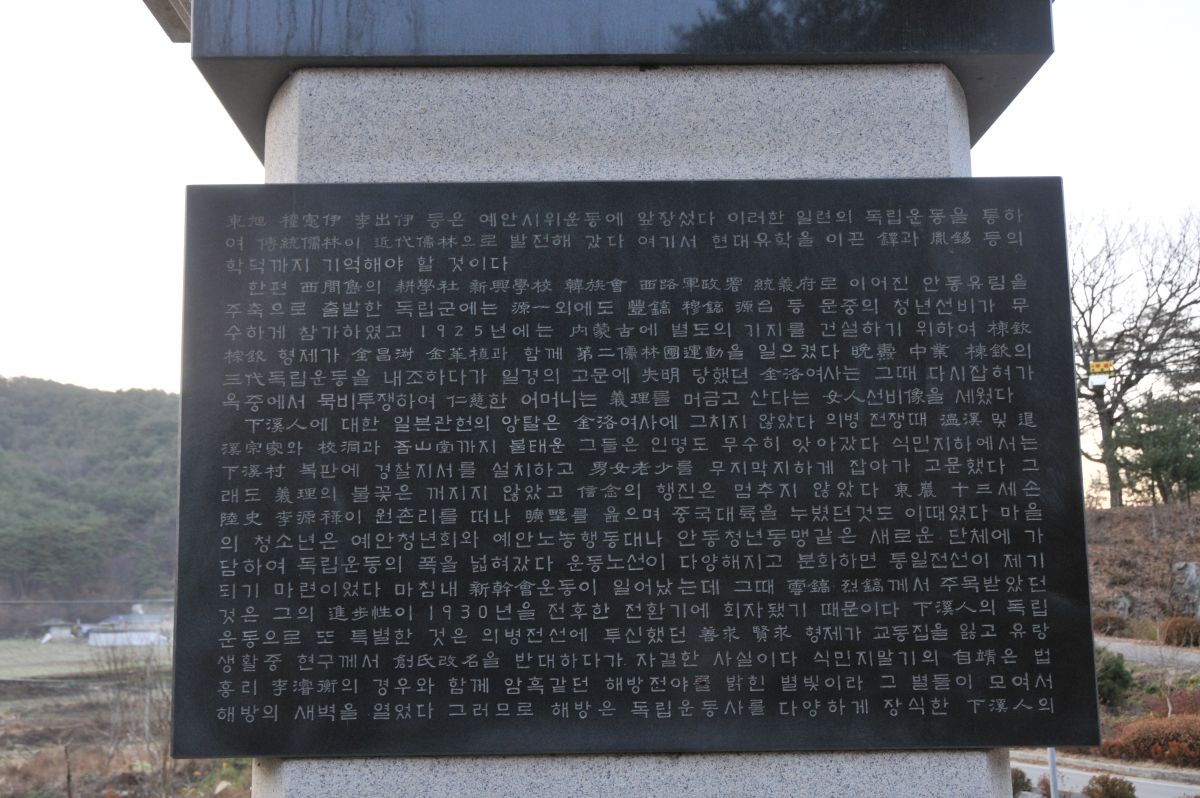 東旭 權憲伊 李出伊 등은 예안시위운동에 앞장섰다 이러한 일련의 독립운동을 통하
여 傳統儒林이 近代儒林으로 발전해 갔다 여기서 현대유학을 이끈 鐸과 胤錫 등의
학덕까지 기억해야 할 것이다
한편 西間島의 耕學社 新興學校 韓族會 西路軍政署 統義府로 이어진 안동유림을
주축으로 출발한 독립군에는 源一외에도 豊鎬 穆鎬 源台 등 문중의 청년선비가 무
수하게 참가하였고 1925년에는 內蒙古에 별도의 기지를 건설하기 위하여 棟欽
棕欽 형제가 金昌淑 金華植과 함께 第二儒林團運動을 일으켰다 晩燾 中業 棟欽의
三代독립운동을 내조하다가 일경의 고문에 失明 당했던 金洛여사는 그때 다시잡혀가
옥중에서 묵비투쟁하여 仁慈한 어머니는 義理를 머금고 산다는 女人선비像을 세웠다
下溪人에 대한 일본관헌의 앙탈은 金洛여사에 그치지 않았다 의병 전쟁때 溫溪 및 退
溪宗家와 校洞과 吾山堂까지 불태운 그들은 인명도 무수히 앗아갔다 식민지하에서는
下溪村 복판에 경찰지서를 설치하고 男女老少를 무지막지하게 잡아가 고문했다 그
래도 義理의 불꽃은 꺼지지 않았고 信念의 행진은 멈추지 않았다 東巖 十三세손
陸史 李源祿이 원촌리를 떠나 曠野를 읊으며 중국대륙을 누볐던것도 이때였다 마을
의 청소년은 예안청년회와 예안노농행동대나 안동청년동맹같은 새로운 단체에 가
담하여 독립운동의 폭을 넓혀갔다 운동노선이 다양해지고 분화하면 통일전선이 제기
되기 마련이었다 마침내 新幹會운동이 일어났는데 그때 雲鎬 烈鎬께서 주목받았던
것은 그의 進步性이 1930년을 전후한 전환기에 회자됐기 때문이다 下溪人의 독립
운동으로 또 특별한 것은 의병전선에 투신했던 善求 賢求 형제가 교동집을 잃고 유랑
생활중 현구께서 創氏改名을 반대하다가 자결한 사실이다 식민지말기의 自靖은 법
흥리 李濬衡의 경우와 함께 암흑같던 해방전야를 밝힌 별빛이라 그 별들이 모여서
해방의 새벽을 열었다 그러므로 해방은 독립운동사를 다양하게 장식한 下溪人의